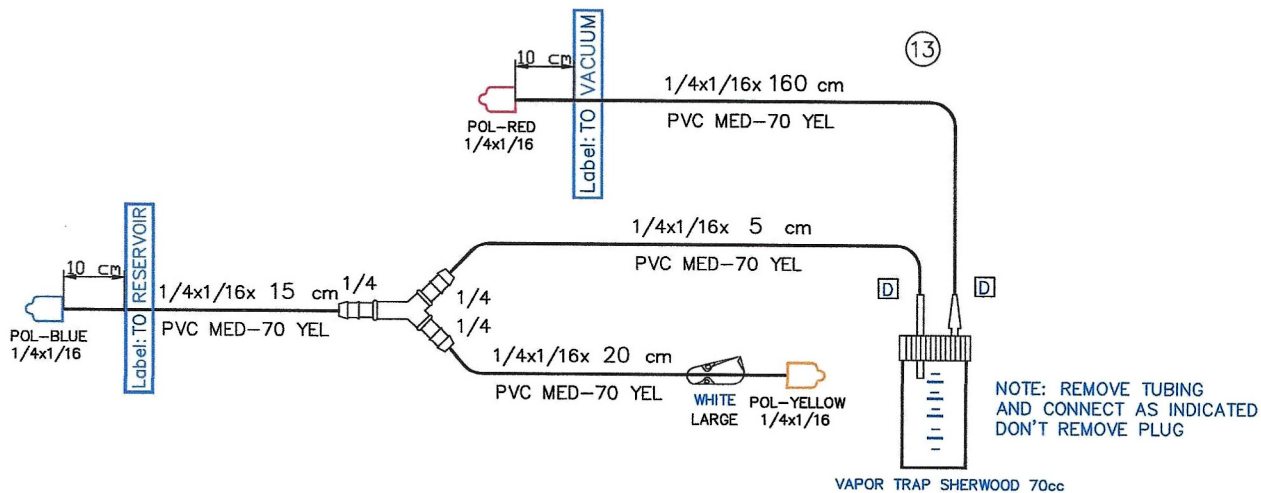 13
10 cm
Label: TO VACUUM
1/4x1/16x 160 cm
PVC MED-70 YEL
POL-RED
1/4x1/16
1/4x1/16x 5 cm
PVC MED-70 YEL
10 cm
Label: TO RESERVOIR
1/4x1/16x 15 cm
PVC MED-70 YEL
POL-BLUE
1/4x1/16
1/4
1/4
1/4
D
D
1/4x1/16x 20 cm
PVC MED-70 YEL
WHITE
LARGE
POL-YELLOW
1/4x1/16
NOTE: REMOVE TUBING
AND CONNECT AS INDICATED
DON'T REMOVE PLUG
VAPOR TRAP SHERWOOD 70cc